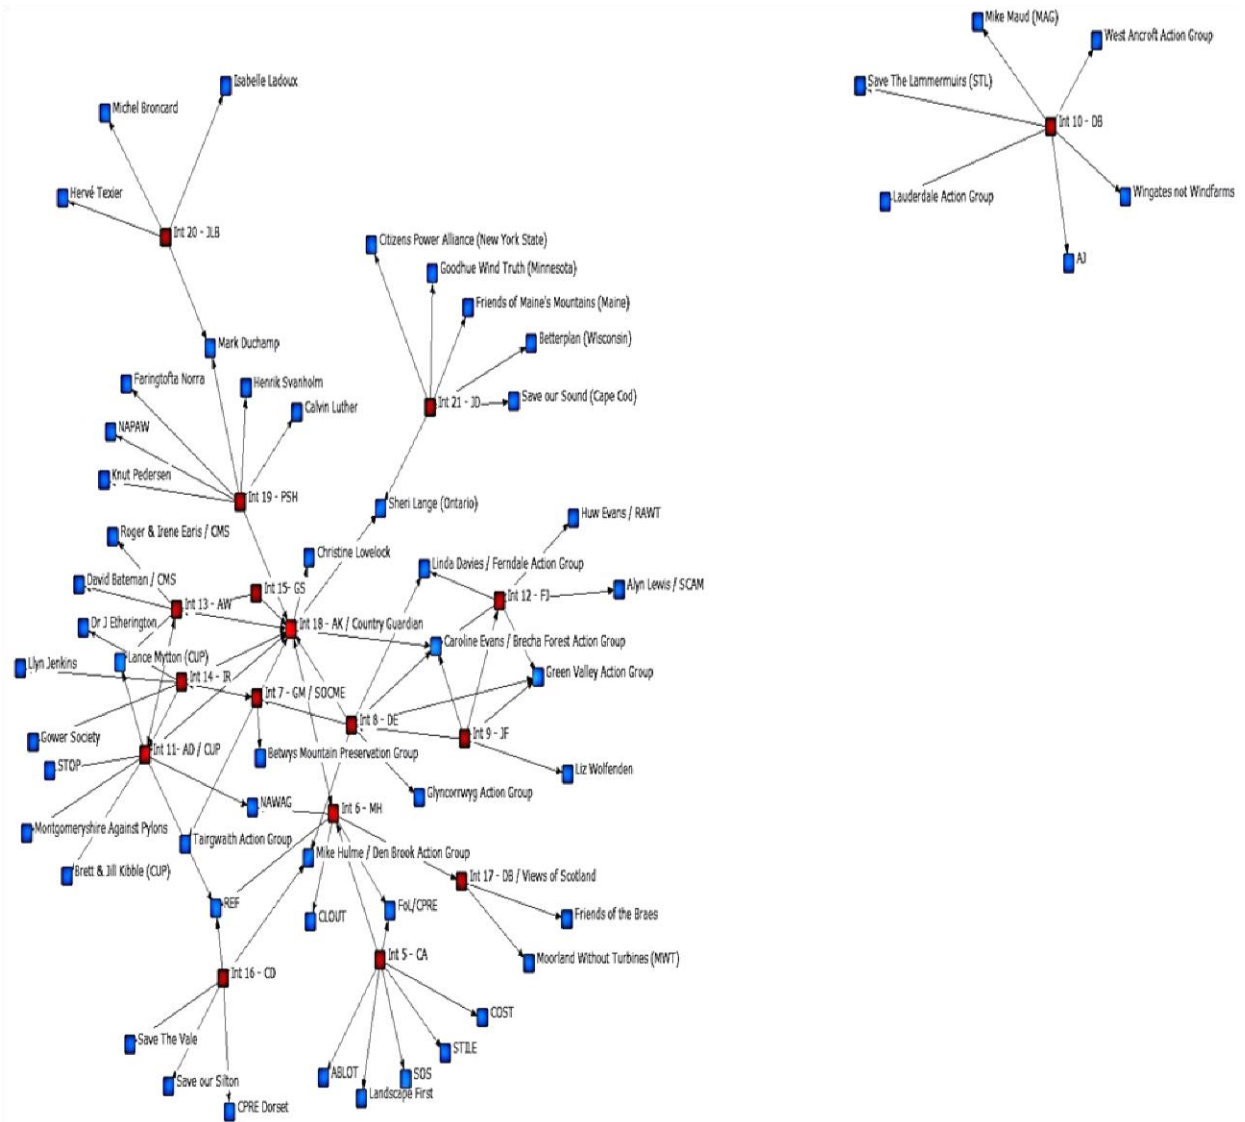 Mike Maud (MAG)
West Ancroft Action Group
Isabelle Ladoux
Save The Lammermuirs (STL)
Michel Broncard
Int 10 - DB
Hervé Texier
Lauderdale Action Group
Wingates not Windfarms
Int 20 - JLB
Citizens Power Alliance (New York State)
AJ
Goodhue Wind Truth (Minnesota)
Friends of Maine's Mountains (Maine)
Betterplan (Wisconsin)
Mark Duchamp
Faringtofta Norra
Henrik Svanholm
Save our Sound (Cape Cod)
Int 21 - JD
Calvin Luther
NAPAW
Knut Pedersen
Int 19 - PSH
Sheri Lange (Ontario)
Huw Evans / RAWT
Roger & Irene Earis / CMS
Christine Lovelock
Linda Davies / Ferndale Action Group
David Bateman / CMS
Int 15- GS
Alyn Lewis / SCAM
Int 12 - FJ
Int 13 - AW
Dr J Etherington
Int 18 - AK / Country Guardian
Caroline Evans / Brecha Forest Action Group
Lance Mytton (CUP)
Llyn Jenkins
Green Valley Action Group
Int 14 - IR
Int 7 - GM / SOCME
Int 8 - DE
Gower Society
Int 9 - JF
Int 11- AD / CUP
Betwys Mountain Preservation Group
STOP
Liz Wolfenden
Glyncorrwyg Action Group
NAWAG
Int 6 - MH
Montgomeryshire Against Pylons
Tairgwaith Action Group
Mike Hulme / Den Brook Action Group
Brett & Jill Kibble (CUP)
Int 17 - DB / Views of Scotland
REF
FoL/CPRE
CLOUT
Friends of the Braes
Int 5 - CA
Moorland Without Turbines (MWT)
Int 16 - CD
COST
Save The Vale
STILE
ABLOT
SOS
Save our Silton
Landscape First
CPRE Dorset